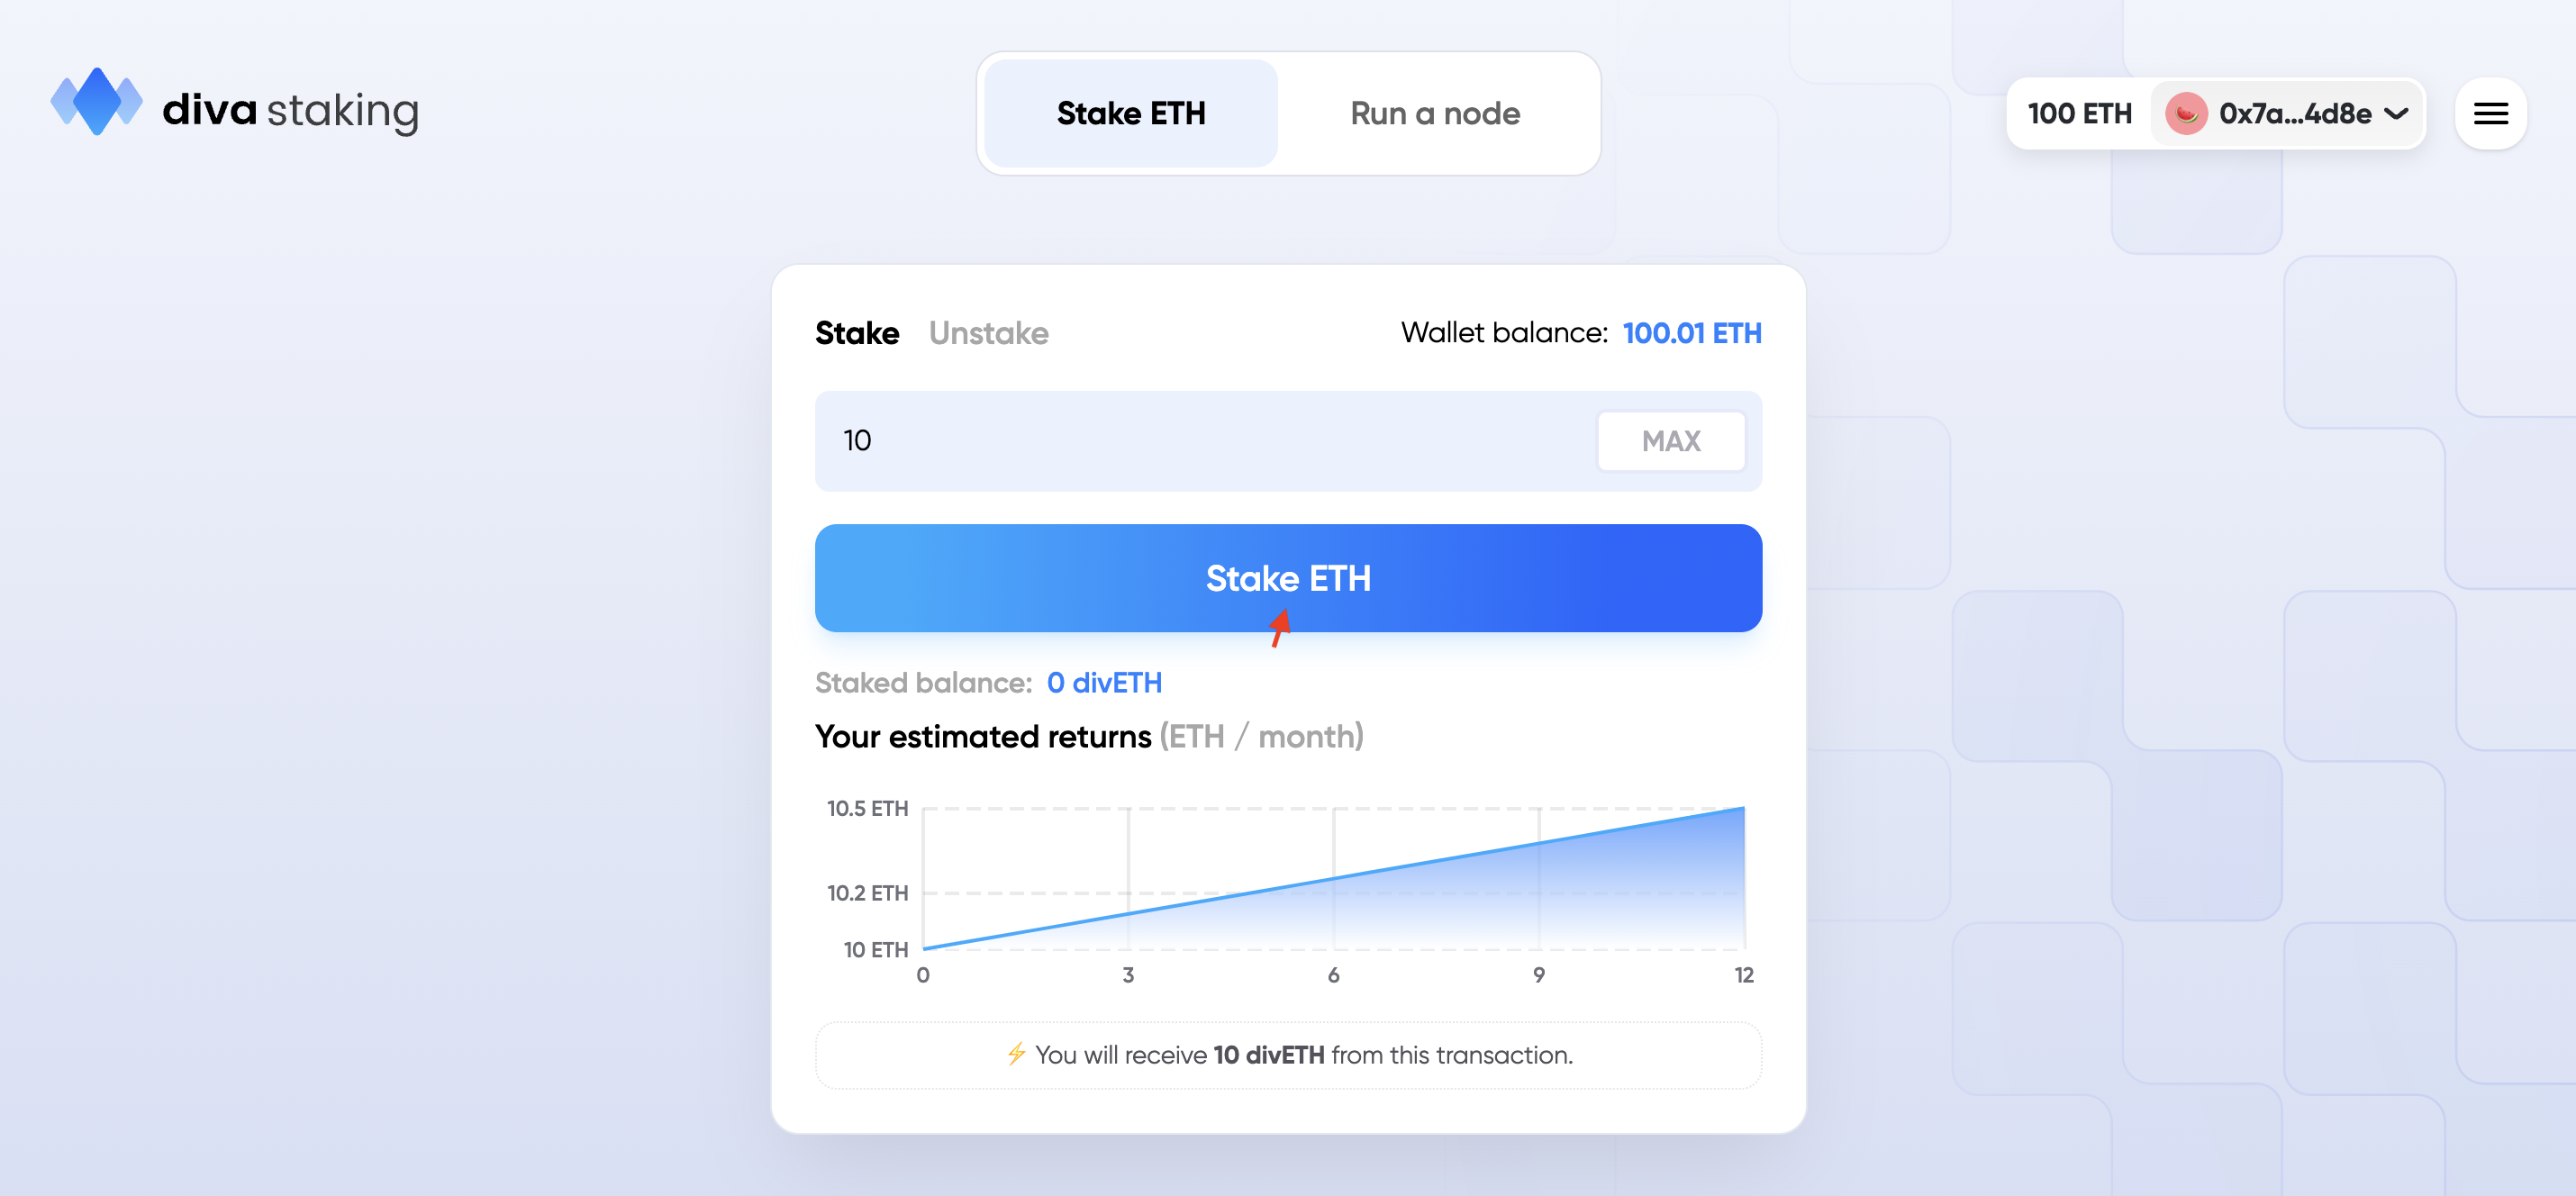 diva staking
Stake ETH
Run a node
100 ETH
0x7a...4d8e
Stake
Unstake
Wallet balance: 100.01 ETH
10
MAX
Stake ETH
Staked balance: 0 divETH
Your estimated returns (ETH / month)
10.5 ETH
10.2 ETH
10 ETH
0 3 6 9 12
⚡ You will receive 10 divETH from this transaction.